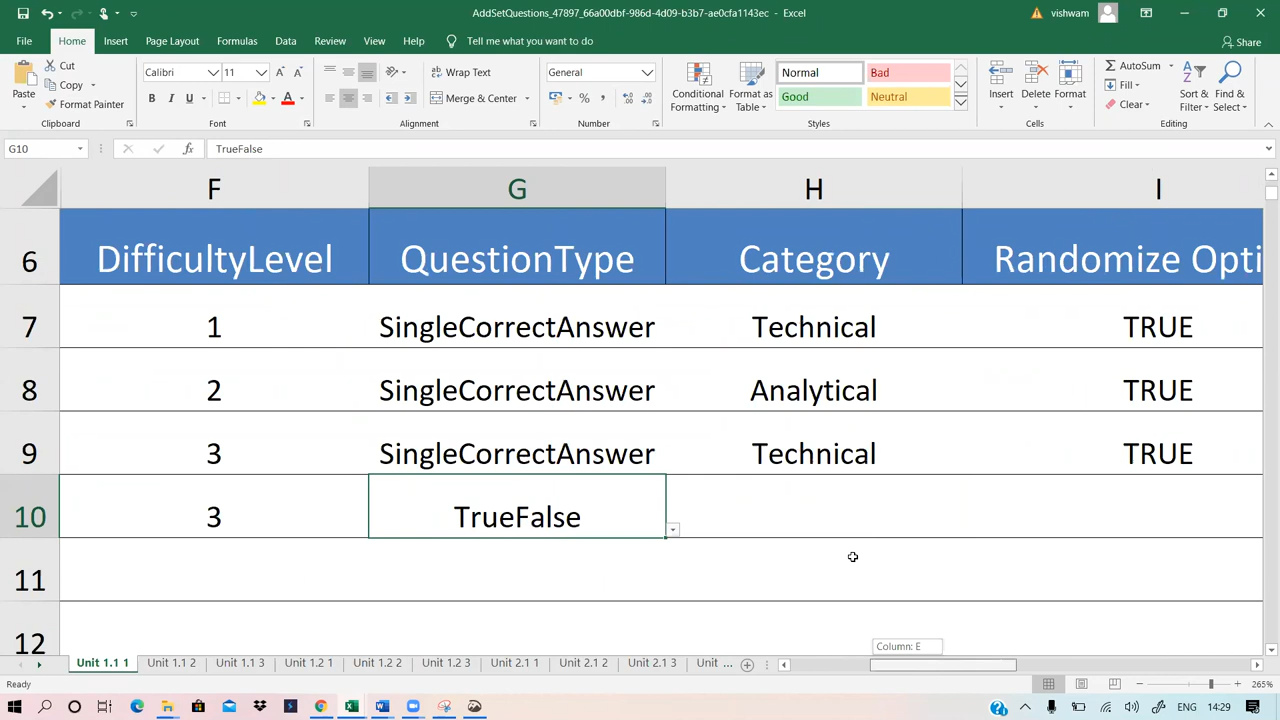 AddSetQuestions_47897_66a00dbf-986d-4d09-b3b7-ae0cfa1143ec - Excel
vishwam
File Home Insert Page Layout Formulas Data Review View Help Tell me what you want to do Share
Paste
Cut
Copy
Format Painter
Clipboard
Calibri 11
B I U
Font
Wrap Text
Merge & Center
Alignment
General
%
Number
Conditional Formatting
Format as Table
Normal Bad
Good Neutral
Styles
Insert Delete Format
Cells
AutoSum
Fill
Clear
Sort & Filter
Find & Select
Editing
G10 fx TrueFalse
F G H I
6 DifficultyLevel QuestionType Category Randomize Opti
7 1 SingleCorrectAnswer Technical TRUE
8 2 SingleCorrectAnswer Analytical TRUE
9 3 SingleCorrectAnswer Technical TRUE
10 3 TrueFalse
11
12
Column: E
Unit 1.1 1 Unit 1.1 2 Unit 1.1 3 Unit 1.2 1 Unit 1.2 2 Unit 1.2 3 Unit 2.1 1 Unit 2.1 2 Unit 2.1 3 Unit ...
Ready 265%
ENG 14:29